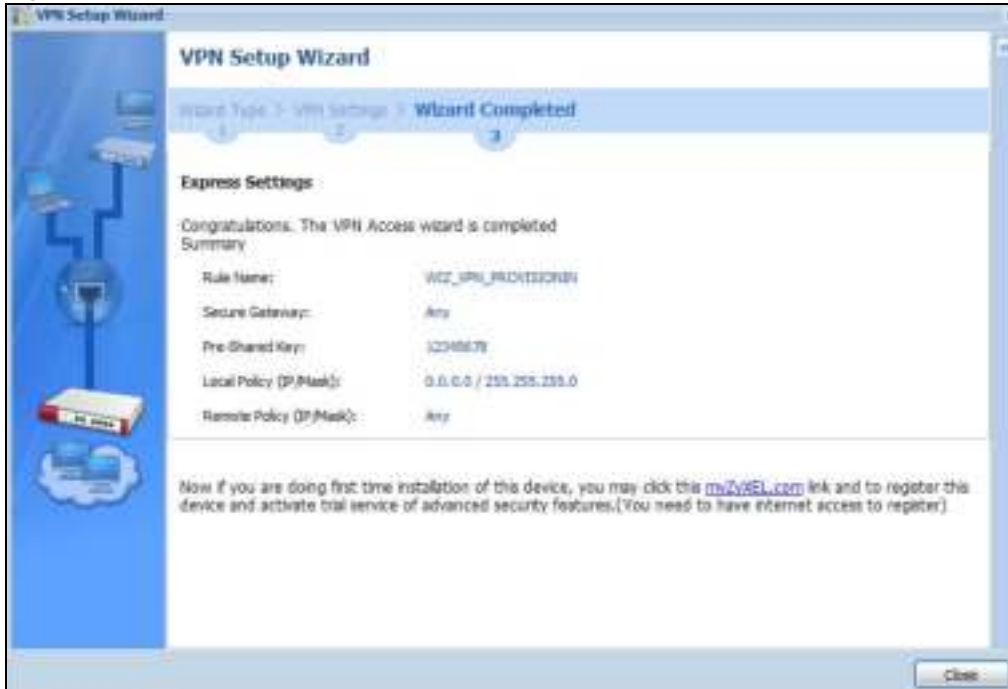 VPN Setup Wizard
VPN Setup Wizard
Wizard Type > VPN Settings > Wizard Completed
1 2 3
Express Settings
Congratulations. The VPN Access wizard is completed
Summary
Rule Name: WIZ_VPN_PROVISIONIN
Secure Gateway: Any
Pre-Shared Key: 12345678
Local Policy (IP/Mask): 0.0.0.0 / 255.255.255.0
Remote Policy (IP/Mask): Any
Now if you are doing first time installation of this device, you may click this myZyXEL.com link and to register this
device and activate trial service of advanced security features.(You need to have internet access to register)
Close